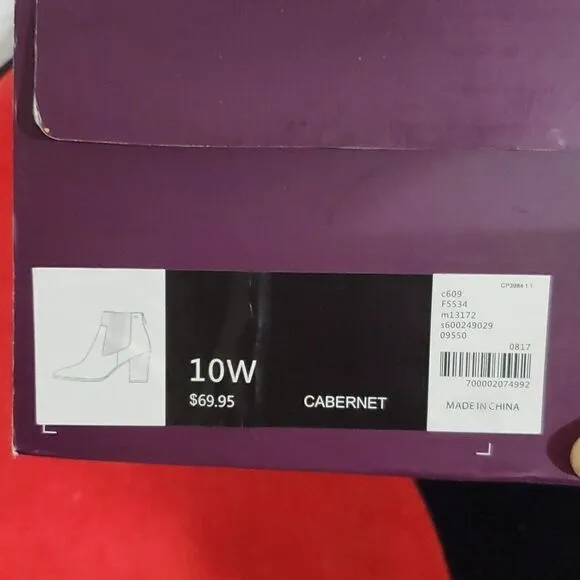 10W
$69.95
CABERNET
CP3984 1 1
c609
FS534
m13172
s600249029
09550
0817
700002074992
MADE IN CHINA